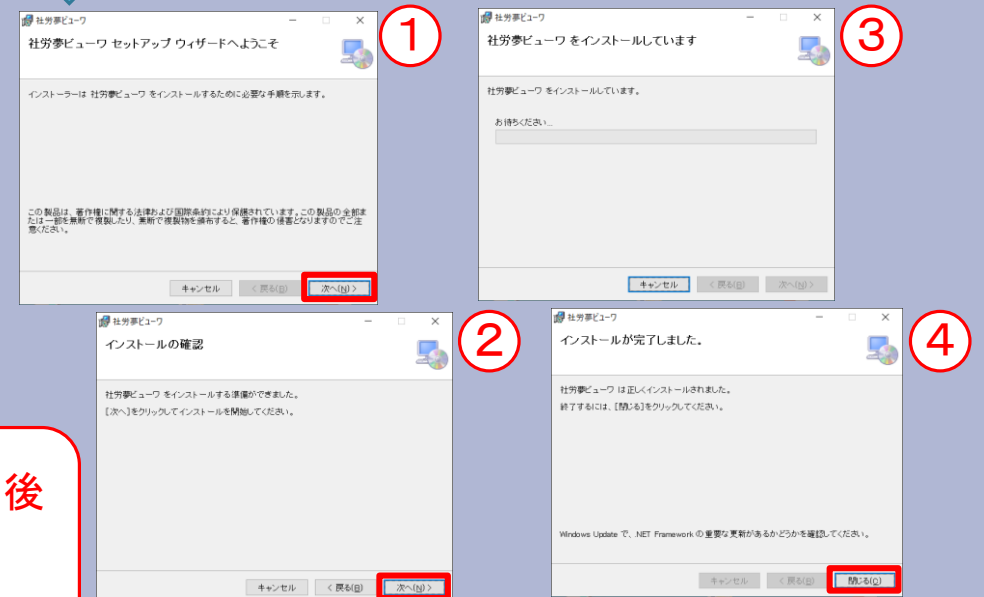 社労夢ビューワ
社労夢ビューワ セットアップ ウィザードへようこそ
インストーラーは 社労夢ビューワ をインストールするために必要な手順を示します。
この製品は、著作権に関する法律および国際条約により保護されています。この製品の全部ま
たは一部を無断で複製したり、無断で複製物を頒布すると、著作権の侵害となりますのでご注
意ください。
キャンセル
< 戻る(B)
次へ(N) >
①
社労夢ビューワ
インストールの確認
社労夢ビューワ をインストールする準備ができました。
[次へ]をクリックしてインストールを開始してください。
キャンセル
< 戻る(B)
次へ(N) >
②
社労夢ビューワ
社労夢ビューワ をインストールしています
社労夢ビューワ をインストールしています。
お待ちください...
キャンセル
< 戻る(B)
次へ(N) >
③
社労夢ビューワ
インストールが完了しました。
社労夢ビューワ は正しくインストールされました。
終了するには、[閉じる]をクリックしてください。
Windows Update で、.NET Framework の重要な更新があるかどうかを確認してください。
キャンセル
< 戻る(B)
閉じる(C)
④
後